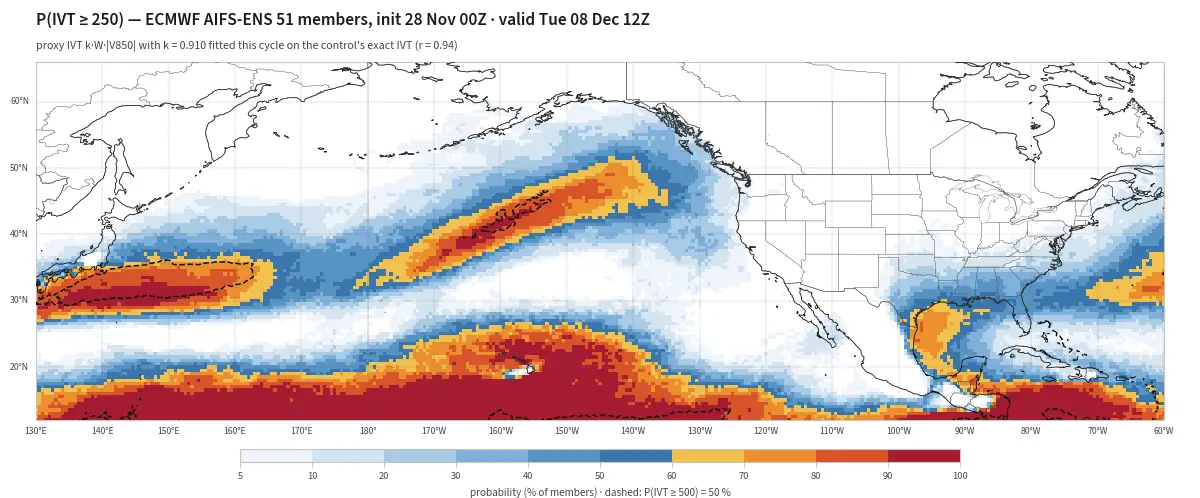 P(IVT ≥ 250) — ECMWF AIFS-ENS 51 members, init 28 Nov 00Z · valid Tue 08 Dec 12Z
proxy IVT k·W·|V850| with k = 0.910 fitted this cycle on the control's exact IVT (r = 0.94)
60°N
50°N
40°N
30°N
20°N
130°E 140°E 150°E 160°E 170°E 180° 170°W 160°W 150°W 140°W 130°W 120°W 110°W 100°W 90°W 80°W 70°W 60°W
5 10 20 30 40 50 60 70 80 90 100
probability (% of members) · dashed: P(IVT ≥ 500) = 50 %